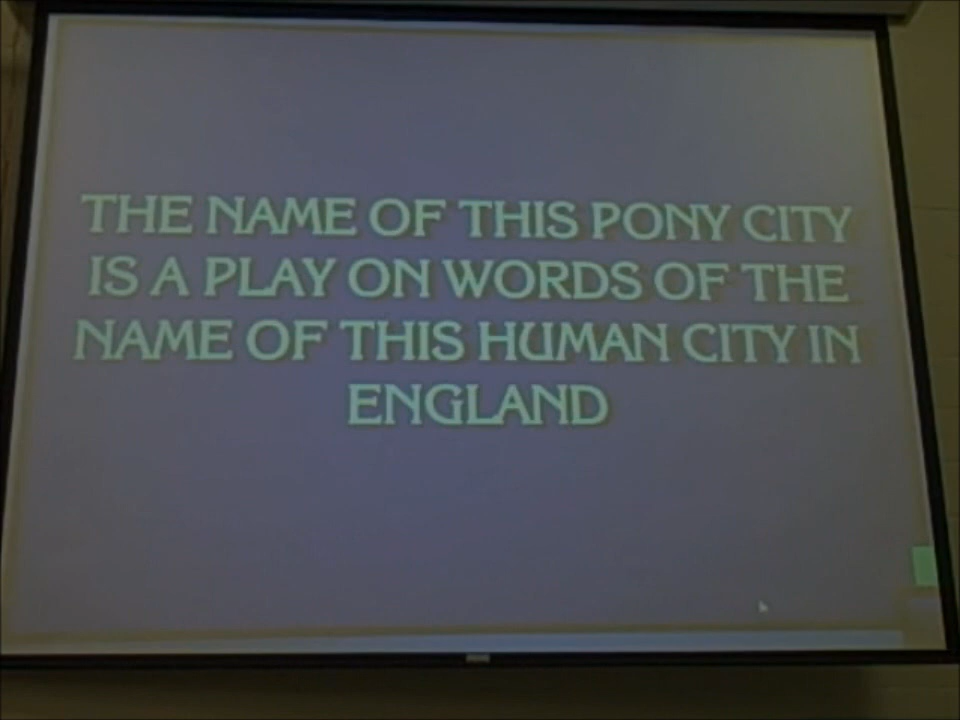 THE NAME OF THIS PONY CITY
IS A PLAY ON WORDS OF THE
NAME OF THIS HUMAN CITY IN
ENGLAND